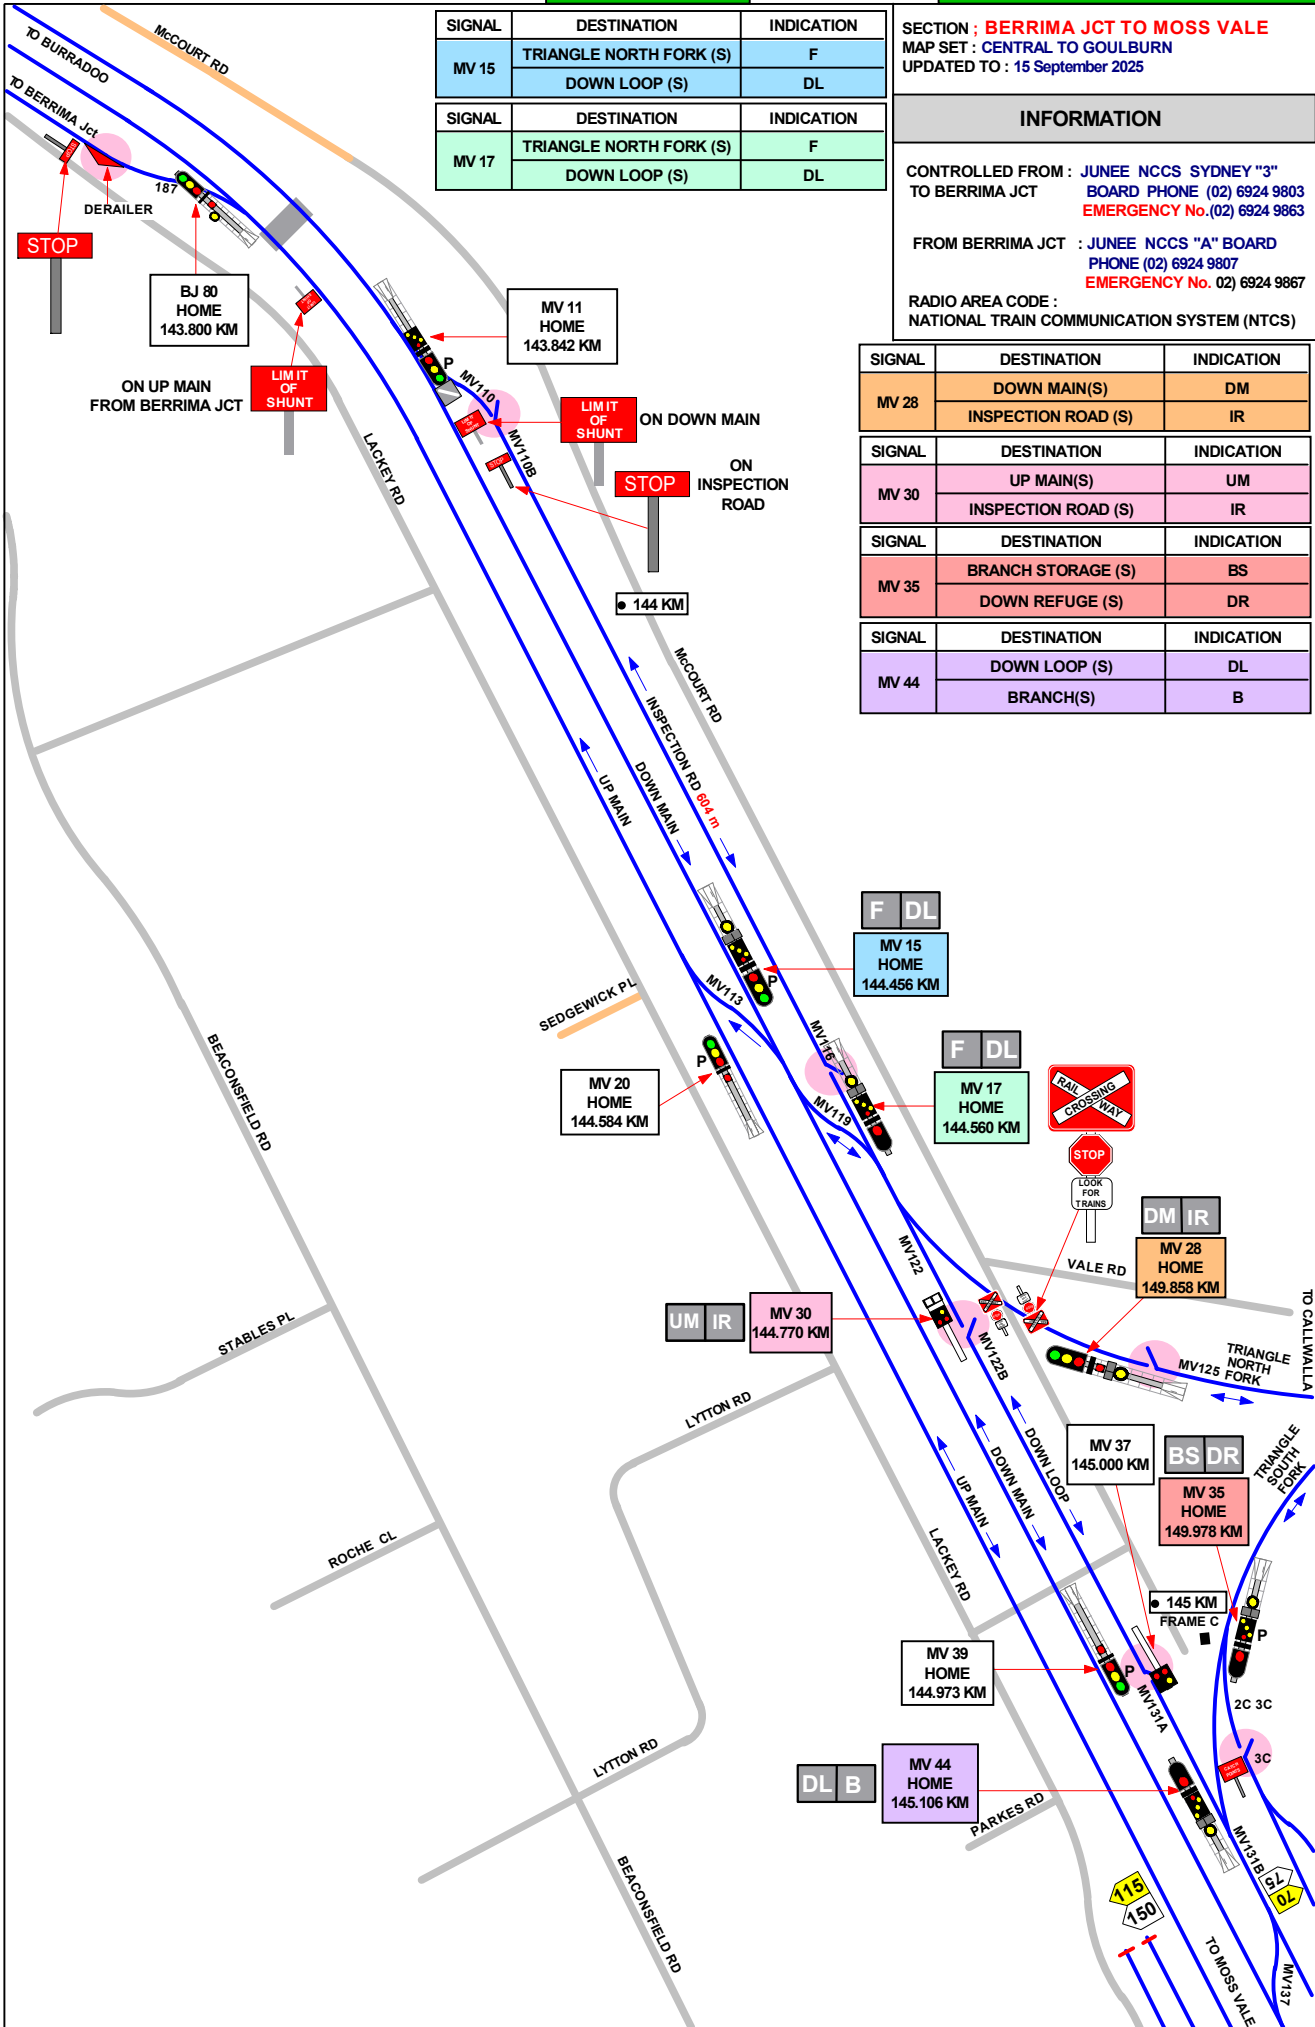 SIGNAL DESTINATION INDICATION
MV 15 TRIANGLE NORTH FORK (S) F
DOWN LOOP (S) DL
SIGNAL DESTINATION INDICATION
MV 17 TRIANGLE NORTH FORK (S) F
DOWN LOOP (S) DL
SECTION ; BERRIMA JCT TO MOSS VALE
MAP SET : CENTRAL TO GOULBURN
UPDATED TO : 15 September 2025
INFORMATION
CONTROLLED FROM : JUNEE NCCS SYDNEY "3"
TO BERRIMA JCT BOARD PHONE (02) 6924 9803
EMERGENCY No.(02) 6924 9863
FROM BERRIMA JCT : JUNEE NCCS "A" BOARD
PHONE (02) 6924 9807
EMERGENCY No. 02) 6924 9867
RADIO AREA CODE :
NATIONAL TRAIN COMMUNICATION SYSTEM (NTCS)
SIGNAL DESTINATION INDICATION
MV 28 DOWN MAIN(S) DM
INSPECTION ROAD (S) IR
SIGNAL DESTINATION INDICATION
MV 30 UP MAIN(S) UM
INSPECTION ROAD (S) IR
SIGNAL DESTINATION INDICATION
MV 35 BRANCH STORAGE (S) BS
DOWN REFUGE (S) DR
SIGNAL DESTINATION INDICATION
MV 44 DOWN LOOP (S) DL
BRANCH(S) B
TO BURRADOO
McCOURT RD
TO BERRIMA Jct
STOP
187
DERAILER
STOP
BJ 80
HOME
143.800 KM
MV 11
HOME
143.842 KM
P
MV110
ON UP MAIN
FROM BERRIMA JCT
LIMIT
OF
SHUNT
LIMIT
OF
SHUNT
ON DOWN MAIN
LACKEY RD
MV110B
STOP
STOP
ON
INSPECTION
ROAD
144 KM
McCOURT RD
INSPECTION RD 604 m
DOWN MAIN
UP MAIN
F DL
MV 15
HOME
144.456 KM
P
MV113
SEDGEWICK PL
MV116
F DL
MV 17
HOME
144.560 KM
P
MV 20
HOME
144.584 KM
MV119
BEACONSFIELD RD
RAIL WAY
CROSSING
STOP
LOOK
FOR
TRAINS
DM IR
MV 28
HOME
149.858 KM
VALE RD
MV122
TO CALLWALLA
UM IR
MV 30
144.770 KM
STABLES PL
MV122B
MV125
TRIANGLE
NORTH
FORK
LYTTON RD
DOWN LOOP
DOWN MAIN
UP MAIN
MV 37
145.000 KM
BS DR
MV 35
HOME
149.978 KM
TRIANGLE
SOUTH
FORK
ROCHE CL
LACKEY RD
145 KM
FRAME C
P
MV 39
HOME
144.973 KM
P
MV131A
2C 3C
3C
CATCH
POINTS
LYTTON RD
DL B
MV 44
HOME
145.106 KM
PARKES RD
MV131B
75
70
BEACONSFIELD RD
115
150
TO MOSS VALE
MV137